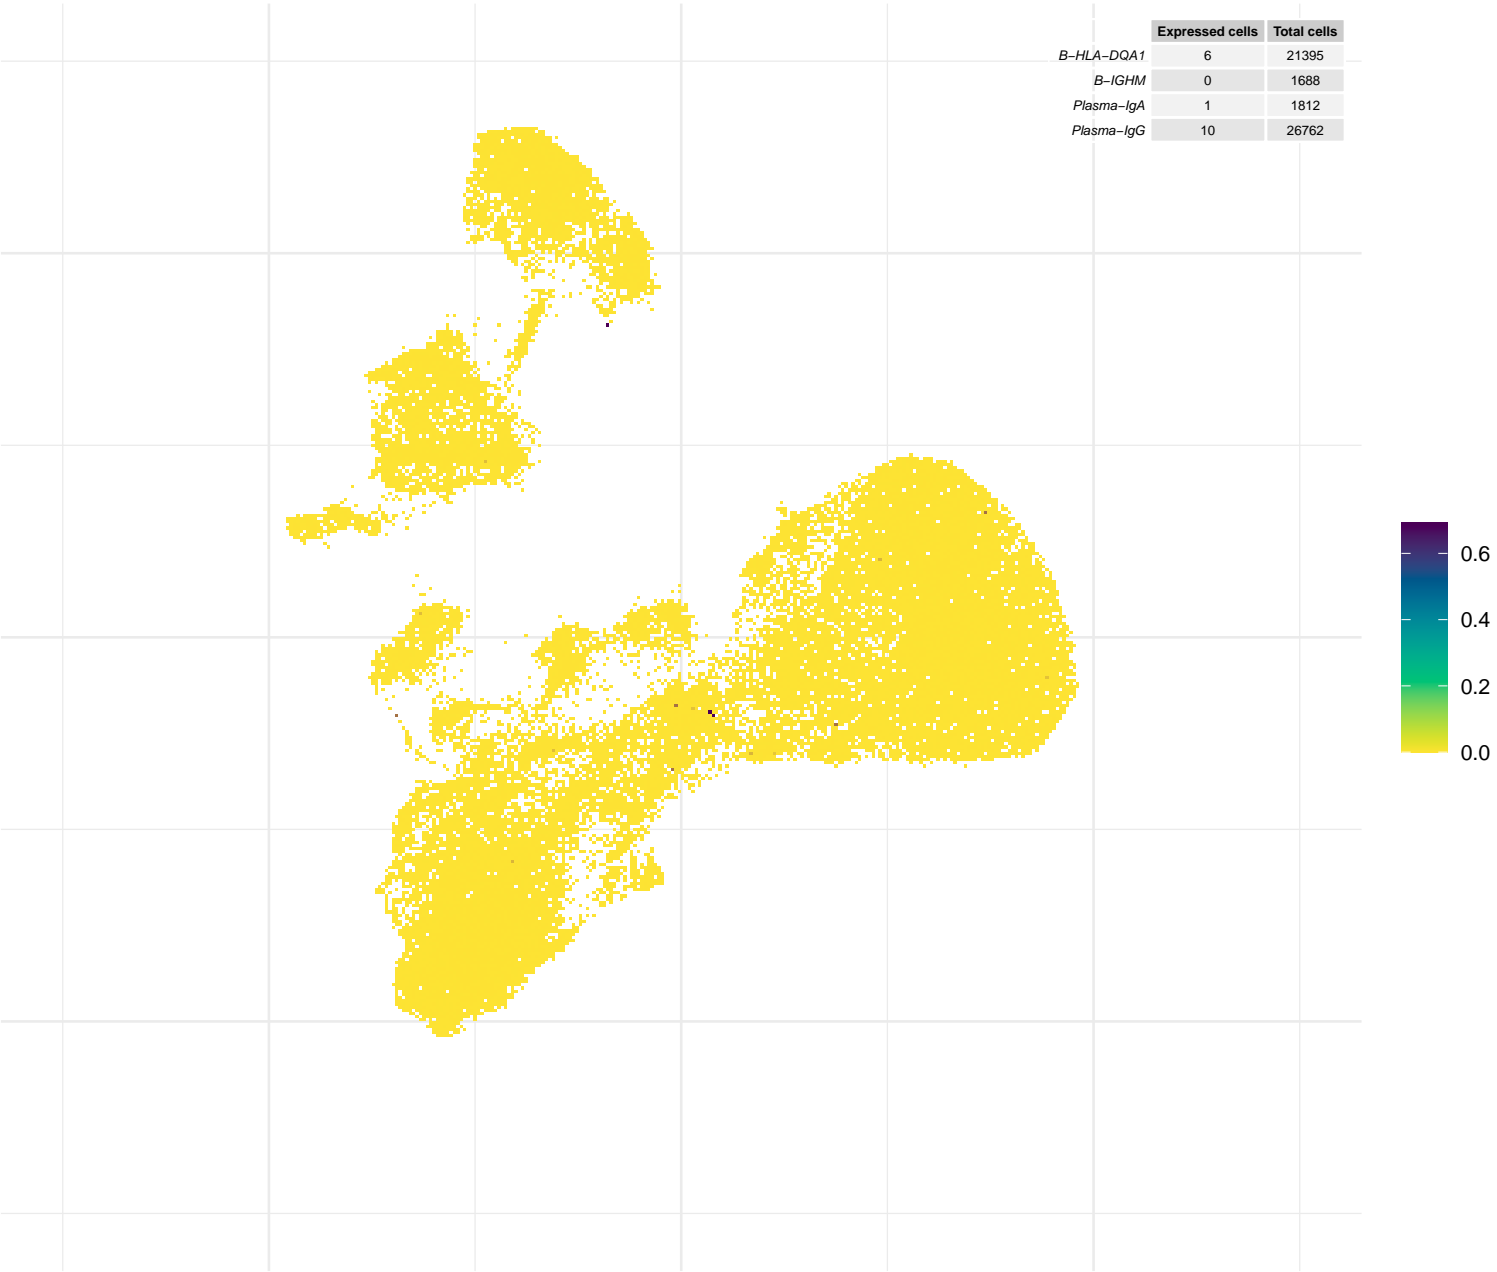 Expressed cells Total cells
B−HLA−DQA1 6 21395
B−IGHM 0 1688
Plasma−IgA 1 1812
Plasma−IgG 10 26762
0.6
0.4
0.2
0.0